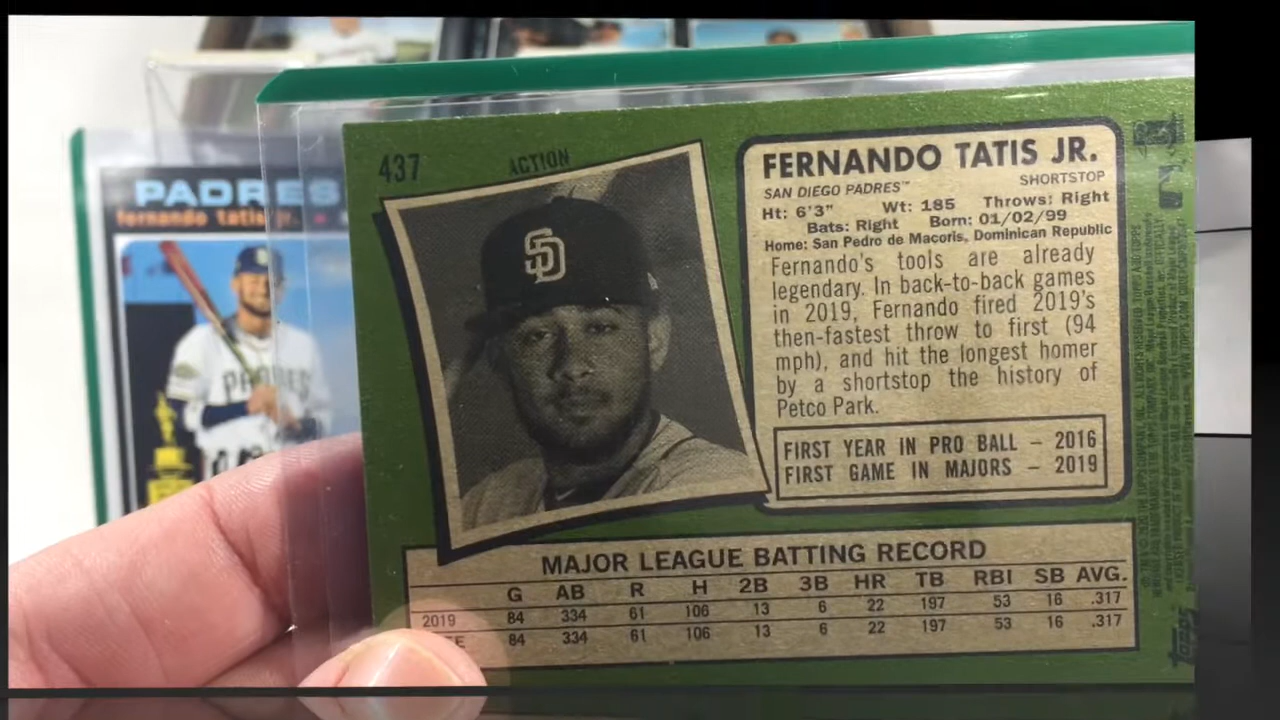 PADRES
fernando tatis jr.
437
ACTION
SD
FERNANDO TATIS JR.
SAN DIEGO PADRES™ SHORTSTOP
Ht: 6'3" Wt: 185 Throws: Right
Bats: Right Born: 01/02/99
Home: San Pedro de Macoris, Dominican Republic
Fernando's tools are already
legendary. In back-to-back games
in 2019, Fernando fired 2019's
then-fastest throw to first (94
mph), and hit the longest homer
by a shortstop the history of
Petco Park.
FIRST YEAR IN PRO BALL – 2016
FIRST GAME IN MAJORS – 2019
MAJOR LEAGUE BATTING RECORD
G AB R H 2B 3B HR TB RBI SB AVG.
2019 84 334 61 106 13 6 22 197 53 16 .317
84 334 61 106 13 6 22 197 53 16 .317
Topps